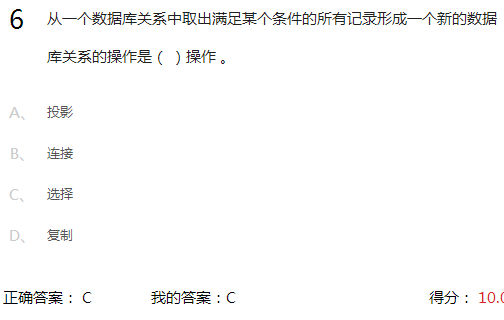 6 从一个数据库关系中取出满足某个条件的所有记录形成一个新的数据
库关系的操作是（ ）操作 。
A、 投影
B、 连接
C、 选择
D、 复制
正确答案： C 我的答案：C 得分： 10.0